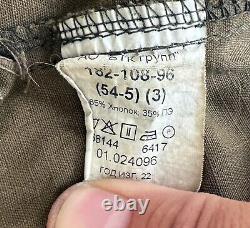 АО "БТК групп"
182-108-96
(54-5) (3)
65% Хлопок, 35% ПЭ
38144 6417
01.024096
ГОД ИЗГ. 22